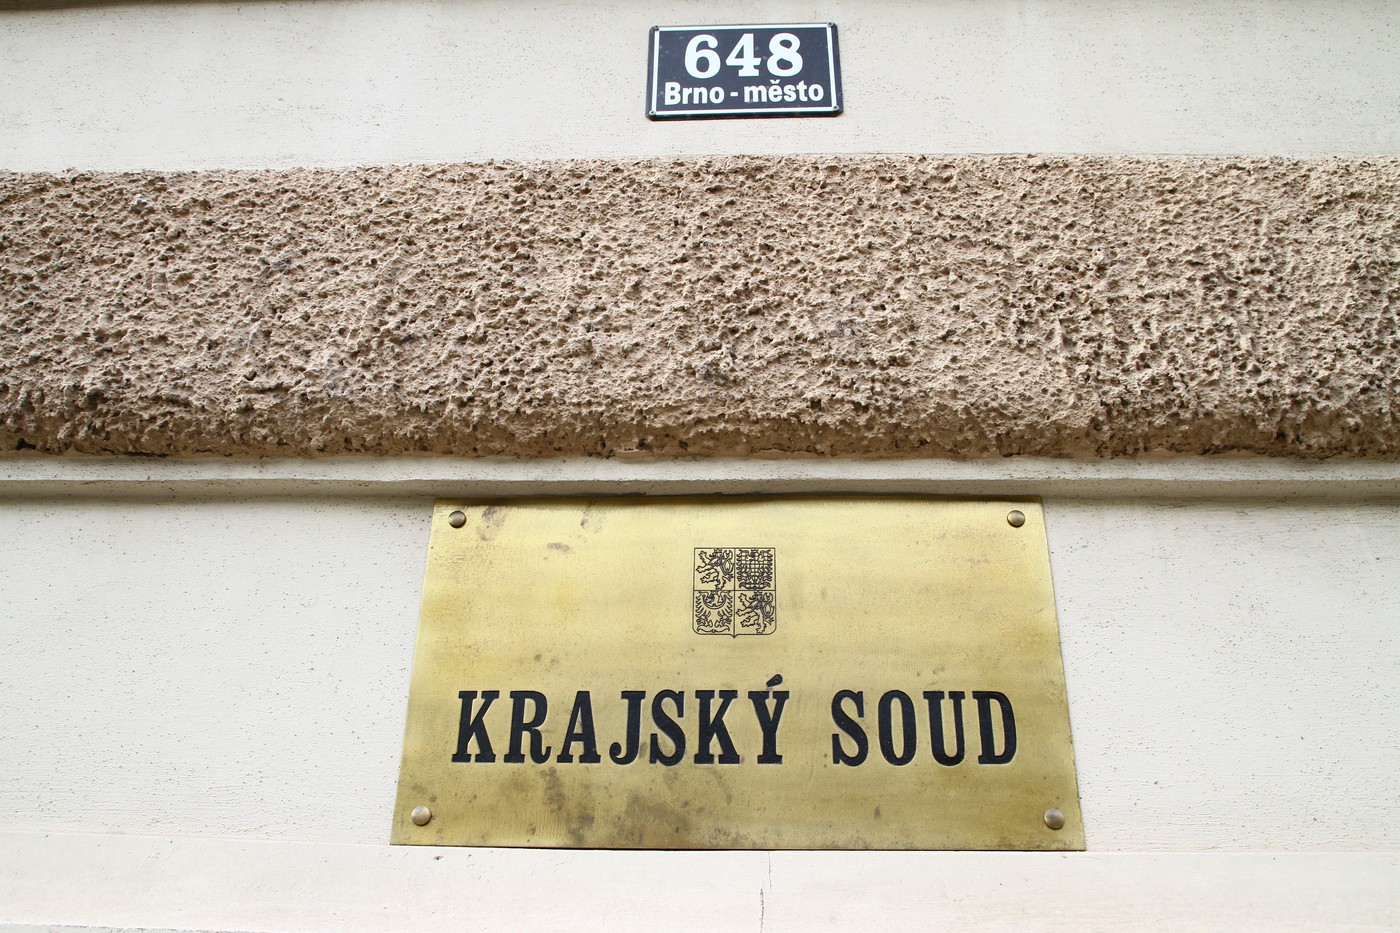 648
Brno - město
KRAJSKÝ SOUD